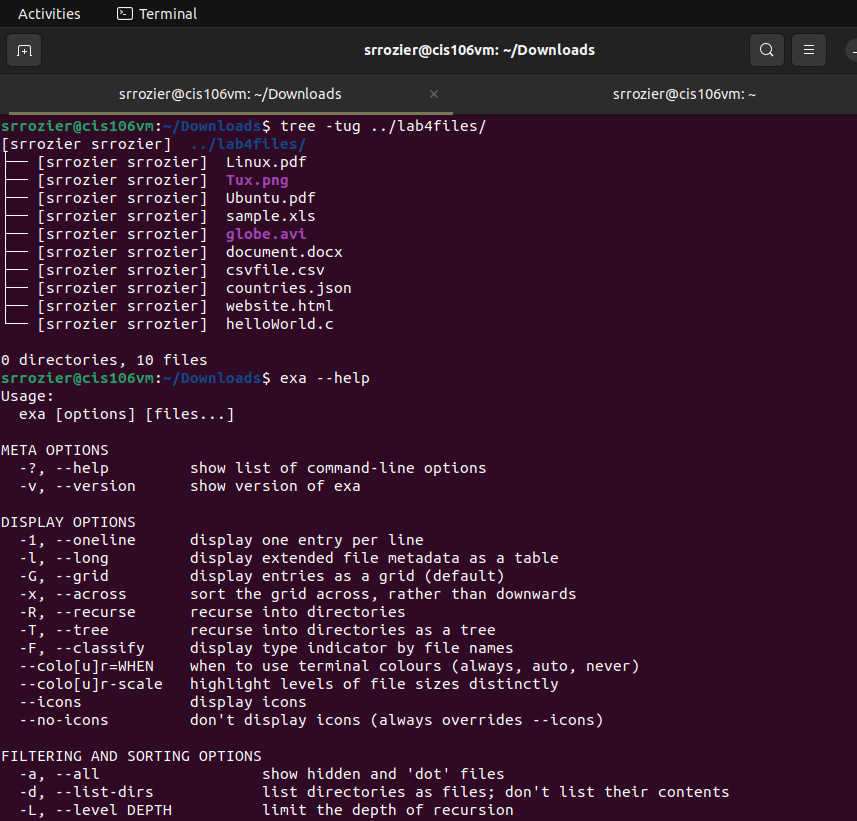 Activities Terminal
srrozier@cis106vm: ~/Downloads
srrozier@cis106vm: ~/Downloads × srrozier@cis106vm: ~
srrozier@cis106vm:~/Downloads$ tree -tug ../lab4files/
[srrozier srrozier]  ../lab4files/
├── [srrozier srrozier]  Linux.pdf
├── [srrozier srrozier]  Tux.png
├── [srrozier srrozier]  Ubuntu.pdf
├── [srrozier srrozier]  sample.xls
├── [srrozier srrozier]  globe.avi
├── [srrozier srrozier]  document.docx
├── [srrozier srrozier]  csvfile.csv
├── [srrozier srrozier]  countries.json
├── [srrozier srrozier]  website.html
└── [srrozier srrozier]  helloWorld.c
0 directories, 10 files
srrozier@cis106vm:~/Downloads$ exa --help
Usage:
  exa [options] [files...]
META OPTIONS
  -?, --help         show list of command-line options
  -v, --version      show version of exa
DISPLAY OPTIONS
  -1, --oneline      display one entry per line
  -l, --long         display extended file metadata as a table
  -G, --grid         display entries as a grid (default)
  -x, --across       sort the grid across, rather than downwards
  -R, --recurse      recurse into directories
  -T, --tree         recurse into directories as a tree
  -F, --classify     display type indicator by file names
  --colo[u]r=WHEN    when to use terminal colours (always, auto, never)
  --colo[u]r-scale   highlight levels of file sizes distinctly
  --icons            display icons
  --no-icons         don't display icons (always overrides --icons)
FILTERING AND SORTING OPTIONS
  -a, --all                  show hidden and 'dot' files
  -d, --list-dirs            list directories as files; don't list their contents
  -L, --level DEPTH          limit the depth of recursion